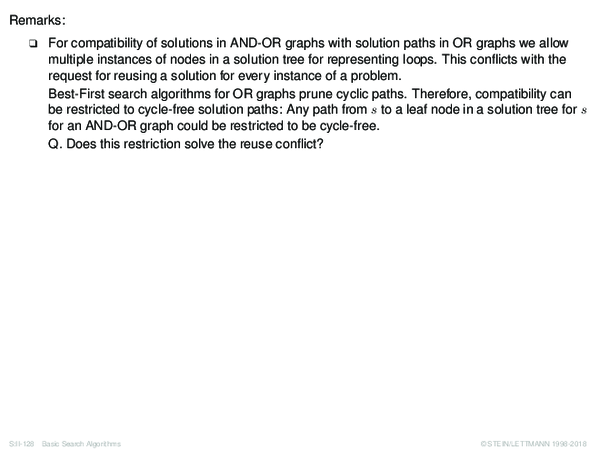 Remarks:
❑ For compatibility of solutions in AND-OR graphs with solution paths in OR graphs we allow
multiple instances of nodes in a solution tree for representing loops. This conflicts with the
request for reusing a solution for every instance of a problem.
Best-First search algorithms for OR graphs prune cyclic paths. Therefore, compatibility can
be restricted to cycle-free solution paths: Any path from s to a leaf node in a solution tree for s
for an AND-OR graph could be restricted to be cycle-free.
Q. Does this restriction solve the reuse conflict?
S:II-128 Basic Search Algorithms
©STEIN/LETTMANN 1998-2018